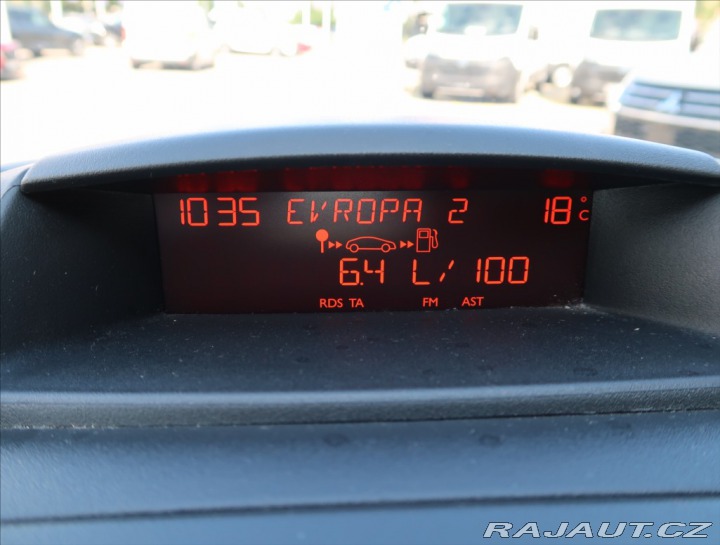 1035 EVROPA 2 18°C
6.4 L/100
RDS TA FM AST
RAJAUT.CZ